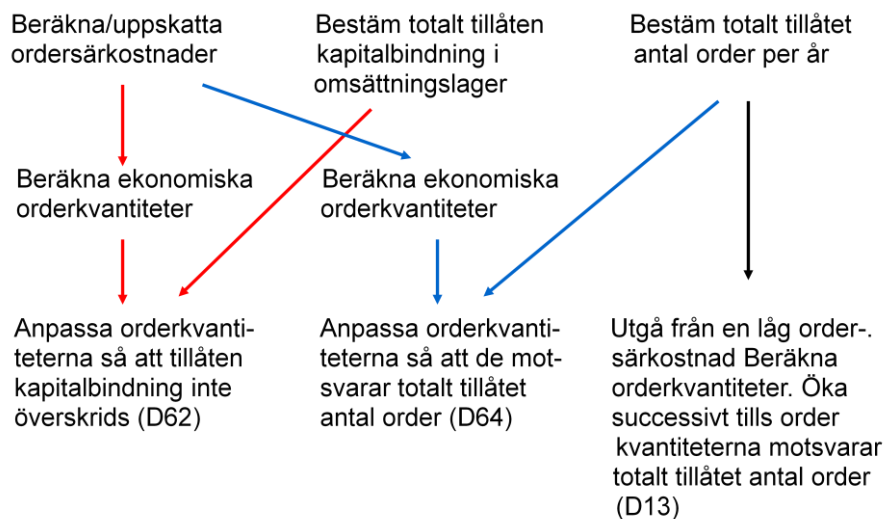 Beräkna/uppskatta
ordersärkostnader
Bestäm totalt tillåten
kapitalbindning i
omsättningslager
Bestäm totalt tillåtet
antal order per år
Beräkna ekonomiska
orderkvantiteter
Beräkna ekonomiska
orderkvantiteter
Anpassa orderkvanti-
teterna så att tillåten
kapitalbindning inte
överskrids (D62)
Anpassa orderkvanti-
teterna så att de mot-
svarar totalt tillåtet
antal order (D64)
Utgå från en låg order-.
särkostnad Beräkna
orderkvantiteter. Öka
successivt tills order
kvantiteterna motsvarar
totalt tillåtet antal order
(D13)